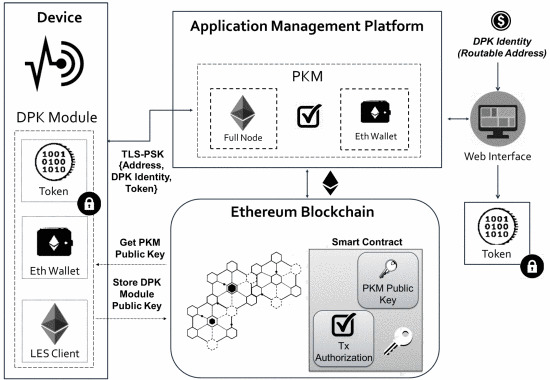 Device
DPK Module
1001
0100
1010
Token
Eth Wallet
LES Client
Application Management Platform
PKM
Full Node
Eth Wallet
TLS-PSK
{Address,
DPK Identity,
Token}
Get PKM
Public Key
Store DPK
Module
Public Key
Ethereum Blockchain
Smart Contract
PKM Public
Key
Tx
Authorization
$
DPK Identity
(Routable Address)
Web Interface
1001
0100
1010
Token